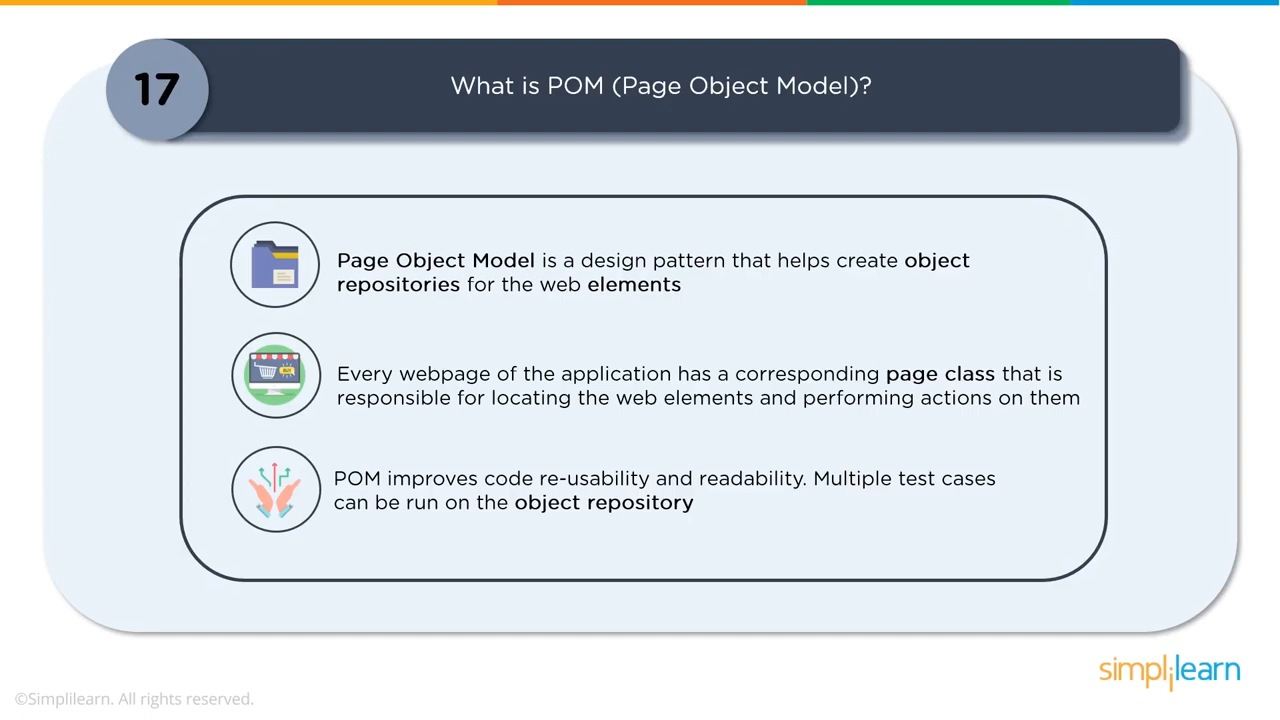 17
What is POM (Page Object Model)?
Page Object Model is a design pattern that helps create object
repositories for the web elements
BUY
Every webpage of the application has a corresponding page class that is
responsible for locating the web elements and performing actions on them
POM improves code re-usability and readability. Multiple test cases
can be run on the object repository
simplilearn
©Simplilearn. All rights reserved.